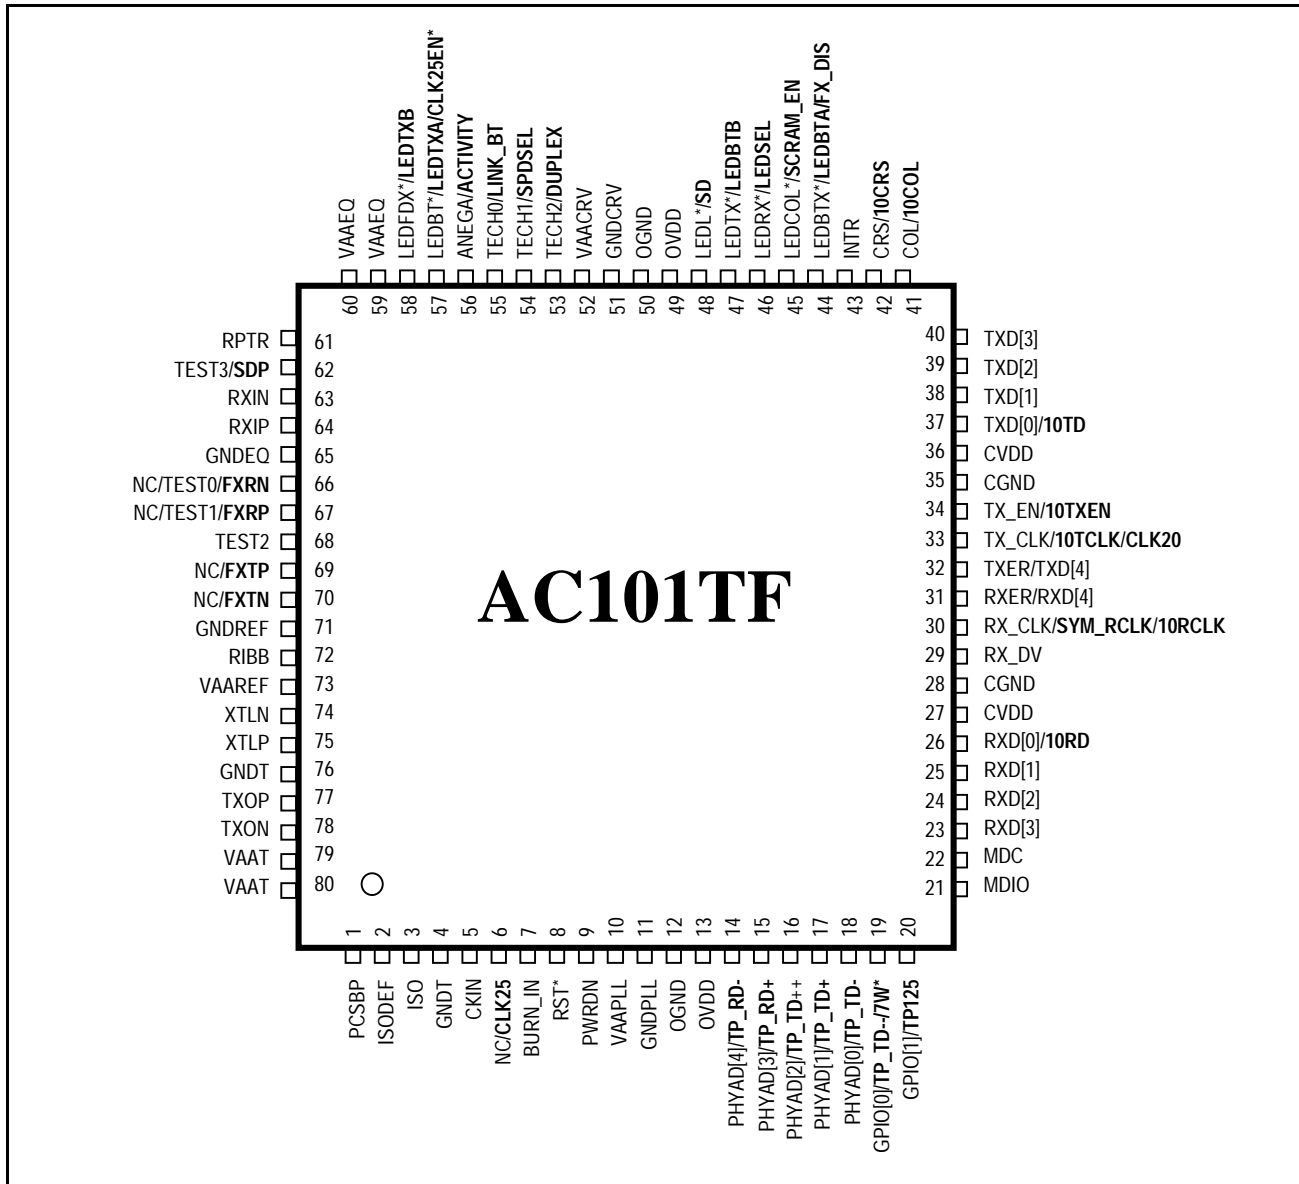 VAAEQ
VAAEQ
LEDFDX*/LEDTXB
LEDBT*/LEDTXA/CLK25EN*
ANEGA/ACTIVITY
TECH0/LINK_BT
TECH1/SPDSEL
TECH2/DUPLEX
VAACRV
GNDCRV
OGND
OVDD
LEDL*/SD
LEDTX*/LEDBTB
LEDRX*/LEDSEL
LEDCOL*/SCRAM_EN
LEDBTX*/LEDBTA/FX_DIS
INTR
CRS/10CRS
COL/10COL
60 59 58 57 56 55 54 53 52 51 50 49 48 47 46 45 44 43 42 41
RPTR 61
TEST3/SDP 62
RXIN 63
RXIP 64
GNDEQ 65
NC/TEST0/FXRN 66
NC/TEST1/FXRP 67
TEST2 68
NC/FXTP 69
NC/FXTN 70
GNDREF 71
RIBB 72
VAAREF 73
XTLN 74
XTLP 75
GNDT 76
TXOP 77
TXON 78
VAAT 79
VAAT 80
AC101TF
40 TXD[3]
39 TXD[2]
38 TXD[1]
37 TXD[0]/10TD
36 CVDD
35 CGND
34 TX_EN/10TXEN
33 TX_CLK/10TCLK/CLK20
32 TXER/TXD[4]
31 RXER/RXD[4]
30 RX_CLK/SYM_RCLK/10RCLK
29 RX_DV
28 CGND
27 CVDD
26 RXD[0]/10RD
25 RXD[1]
24 RXD[2]
23 RXD[3]
22 MDC
21 MDIO
1 2 3 4 5 6 7 8 9 10 11 12 13 14 15 16 17 18 19 20
PCSBP
ISODEF
ISO
GNDT
CKIN
NC/CLK25
BURN_IN
RST*
PWRDN
VAAPLL
GNDPLL
OGND
OVDD
PHYAD[4]/TP_RD-
PHYAD[3]/TP_RD+
PHYAD[2]/TP_TD++
PHYAD[1]/TP_TD+
PHYAD[0]/TP_TD-
GPIO[0]/TP_TD--/7W*
GPIO[1]/TP125